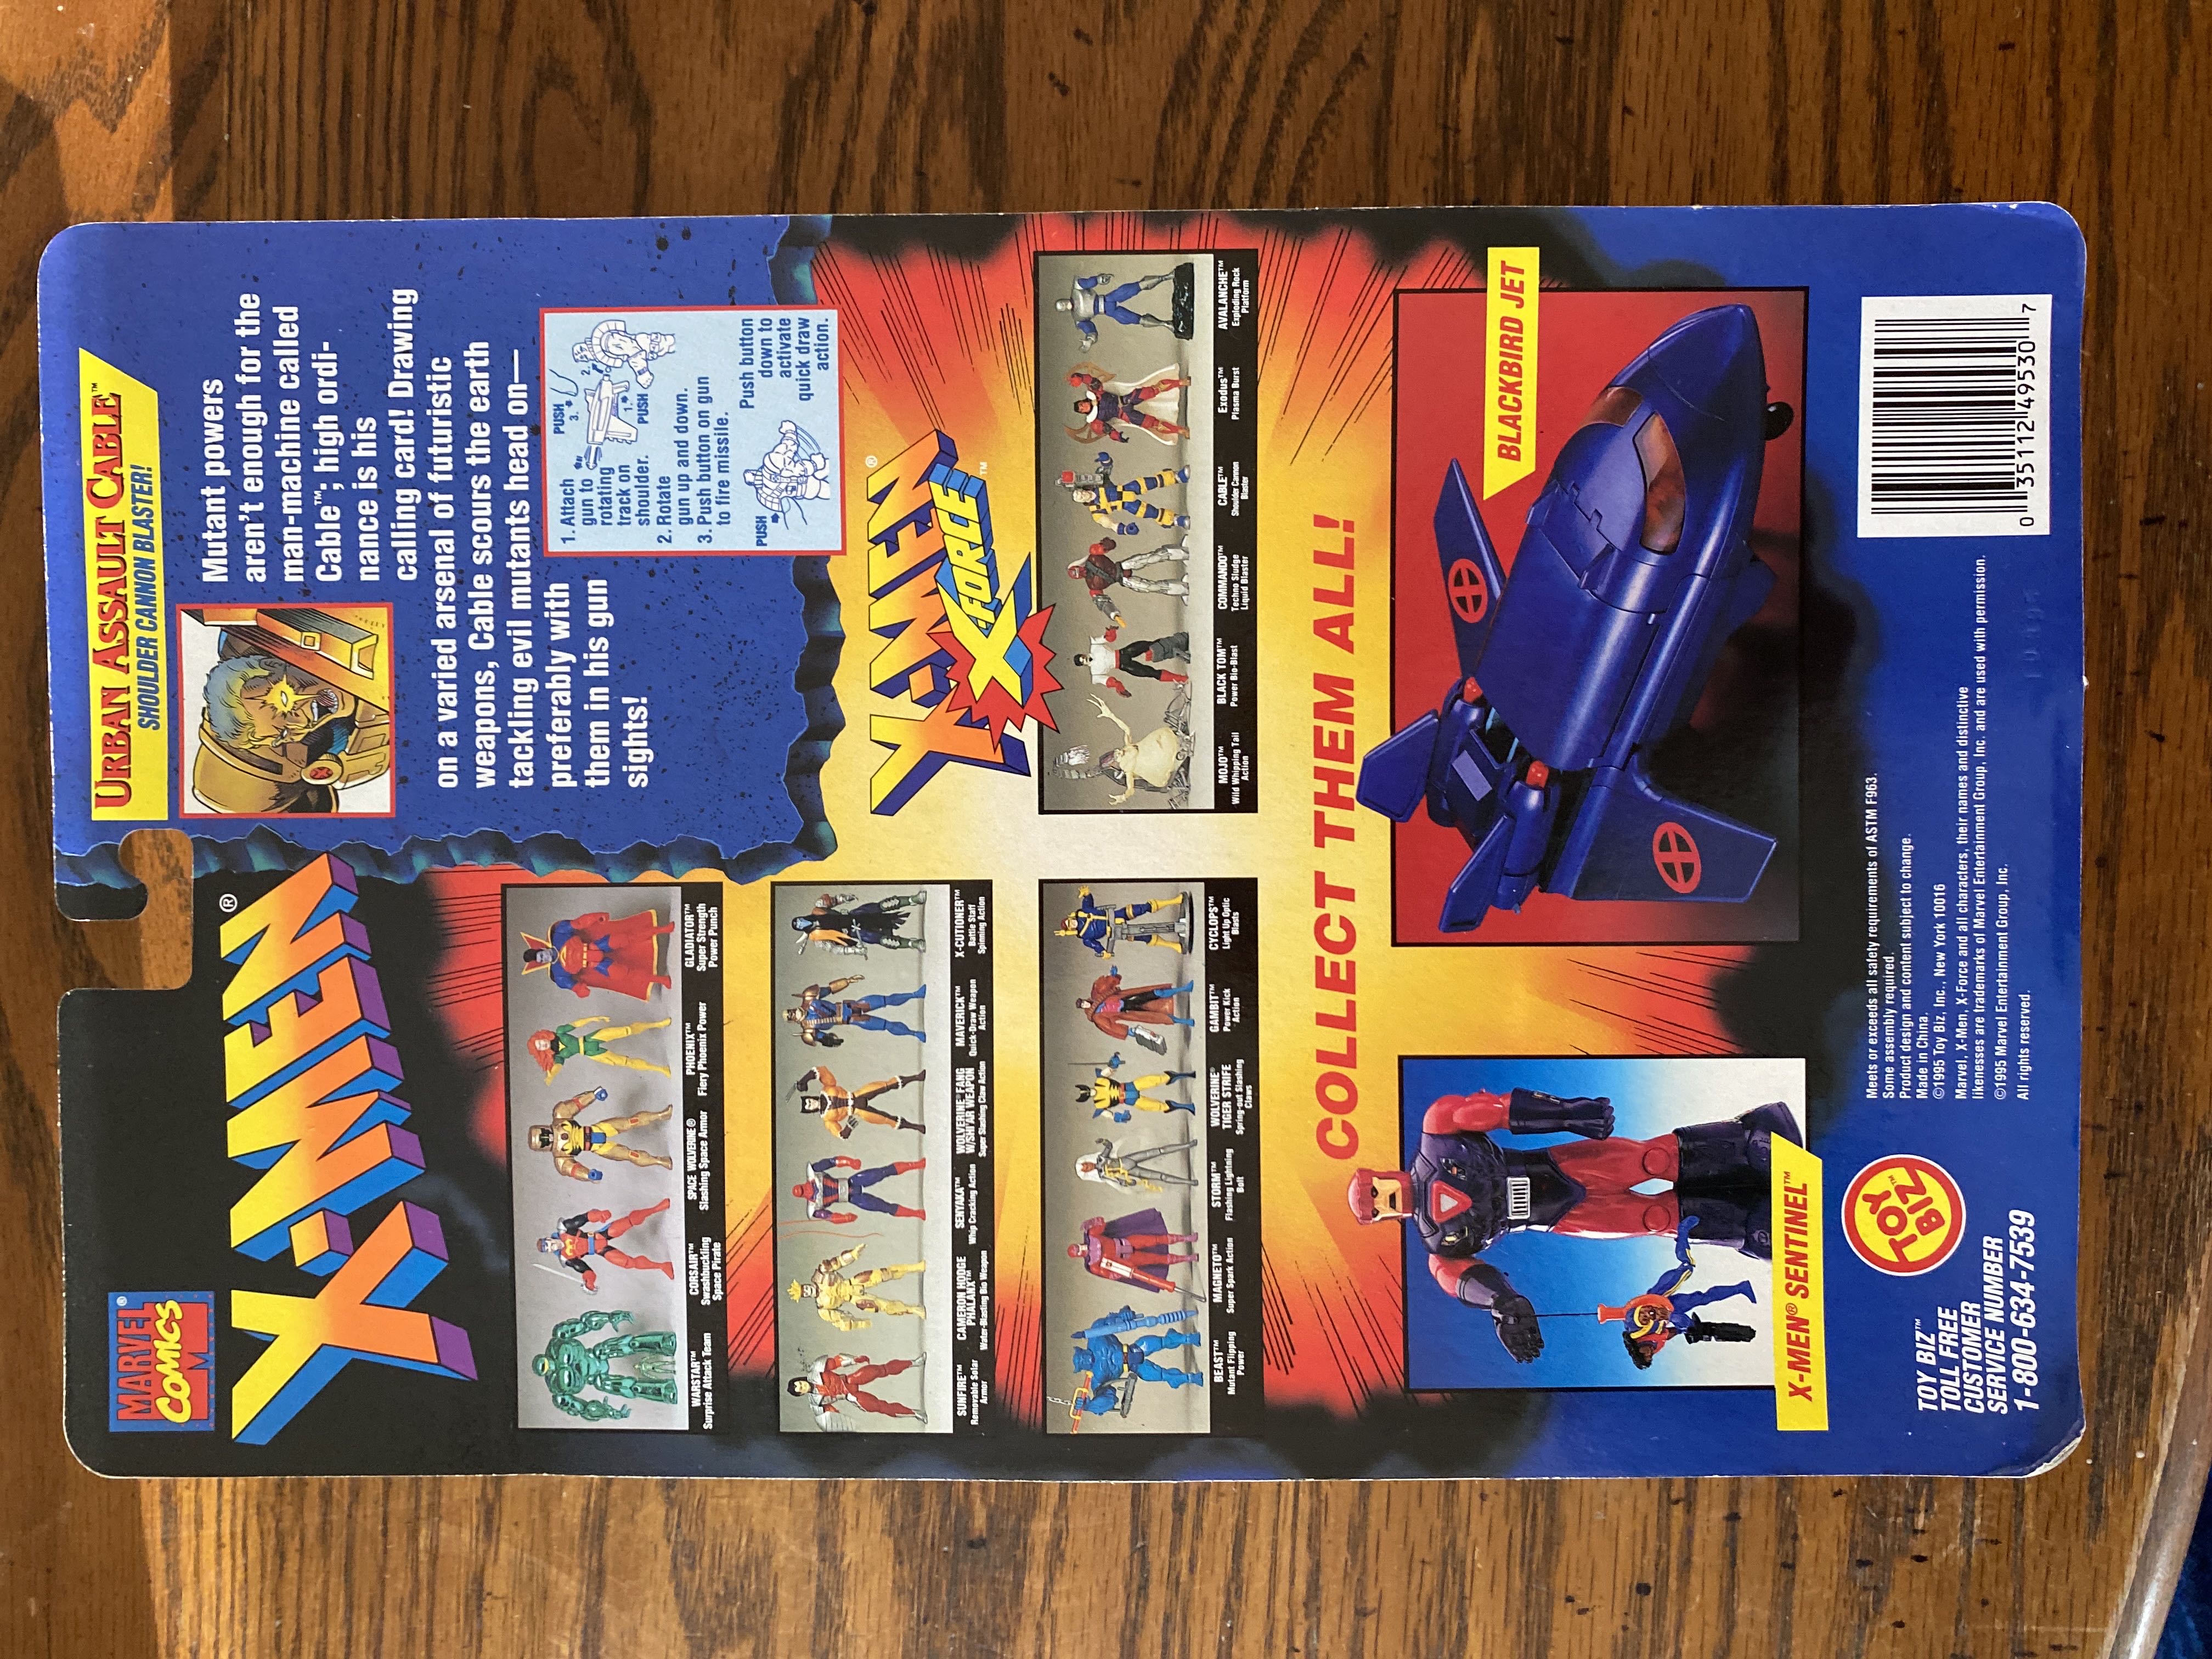 MARVEL®
COMICS
X-MEN®
URBAN ASSAULT CABLE™
SHOULDER CANNON BLASTER!
Mutant powers
aren't enough for the
man-machine called
Cable™; high ordi-
nance is his
calling card! Drawing
on a varied arsenal of futuristic
weapons, Cable scours the earth
tackling evil mutants head on—
preferably with
them in his gun
sights!
PUSH
3.
2.
1.
PUSH
1. Attach
gun to
rotating
track on
shoulder.
2. Rotate
gun up and down.
3. Push button on gun
to fire missile.
PUSH
Push button
down to
activate
quick draw
action.
WARSTAR™
Surprise Attack Team
CORSAIR™
Swashbuckling
Space Pirate
SPACE WOLVERINE®
Slashing Space Armor
PHOENIX™
Fiery Phoenix Power
GLADIATOR™
Super Strength
Power Punch
SUNFIRE™
Removable Solar
Armor
CAMERON HODGE
PHALANX™
Water-Blasting Bio Weapon
SENYAKA™
Whip Cracking Action
WOLVERINE® FANG
W/SHI'AR WEAPON
Super Slashing Claw Action
MAVERICK™
Quick-Draw Weapon
Action
X-CUTIONER™
Battle Staff
Spinning Action
BEAST™
Mutant Flipping
Power
MAGNETO™
Super Spark Action
STORM™
Flashing Lightning
Bolt
WOLVERINE®
TIGER STRIFE
Spring-out Slashing
Claws
GAMBIT™
Power Kick
Action
CYCLOPS™
Light Up Optic
Blasts
X-MEN®
X-FORCE™
MOJO™
Wild Whipping Tail
Action
BLACK TOM™
Power Bio-Blast
COMMANDO™
Techno Sludge
Liquid Blaster
CABLE™
Shoulder Cannon
Blaster
Exodus™
Plasma Burst
AVALANCHE™
Exploding Rock
Platform
COLLECT THEM ALL!
X-MEN® SENTINEL™
BLACKBIRD JET
TOY BIZ™
TOY BIZ™
TOLL FREE
CUSTOMER
SERVICE NUMBER
1-800-634-7539
Meets or exceeds all safety requirements of ASTM F963.
Some assembly required.
Product design and content subject to change.
Made in China.
©1995 Toy Biz, Inc., New York 10016
Marvel, X-Men, X-Force and all characters, their names and distinctive
likenesses are trademarks of Marvel Entertainment Group, Inc. and are used with permission.
©1995 Marvel Entertainment Group, Inc.
All rights reserved.
0 35112 49530 7